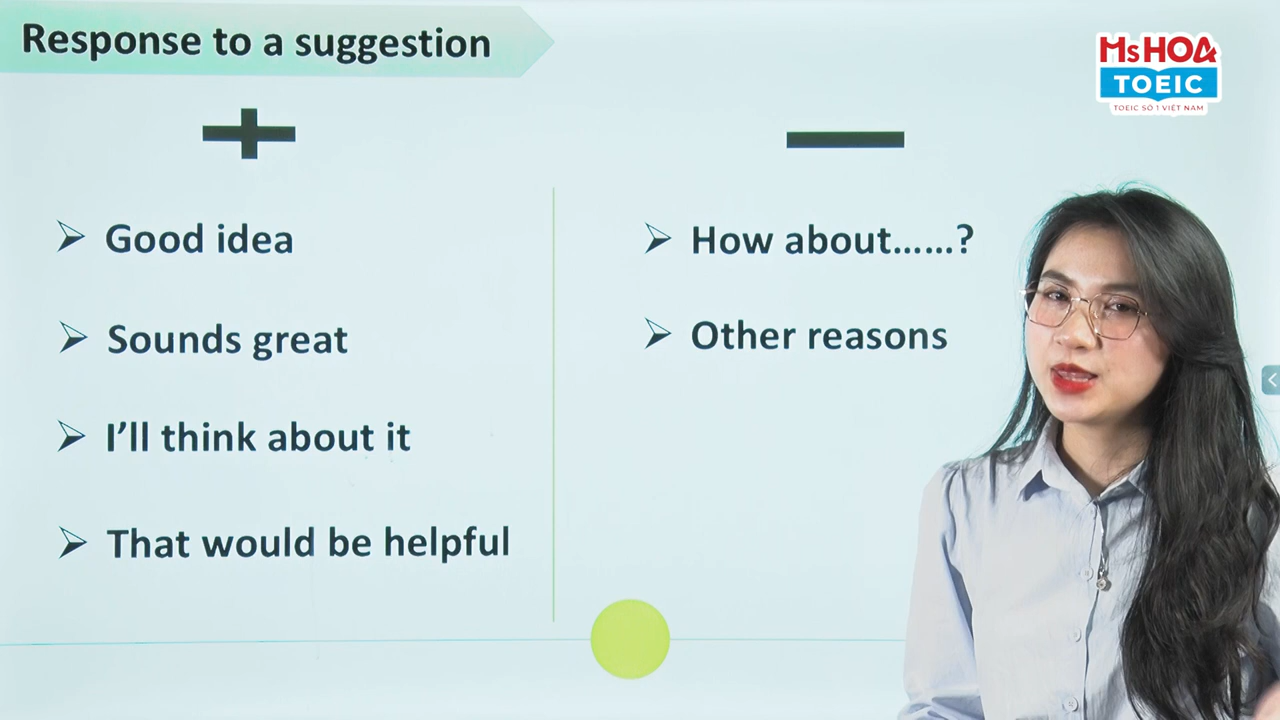 Response to a suggestion
Ms HOA
TOEIC
TOEIC SỐ 1 VIỆT NAM
Good idea
Sounds great
I’ll think about it
That would be helpful
How about……?
Other reasons